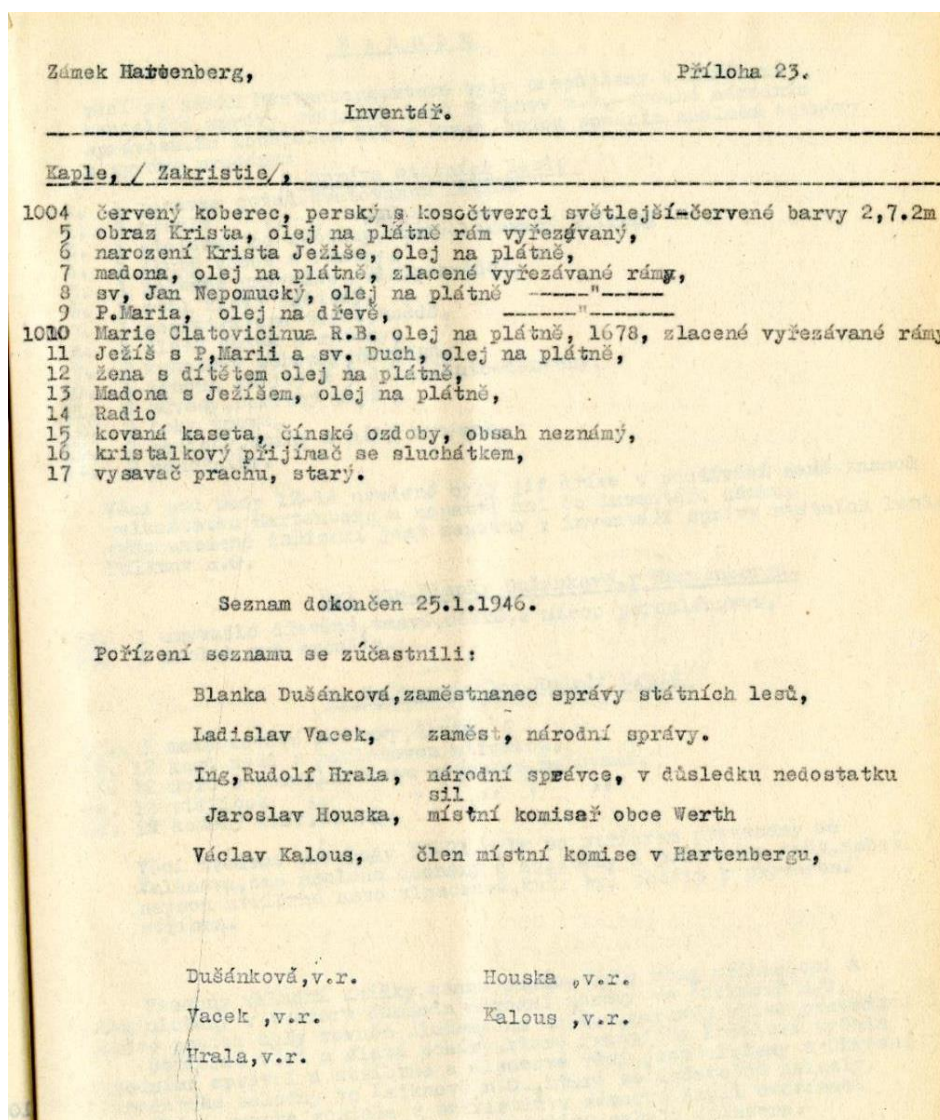 Zámek Hartenberg, Příloha 23.
Inventář.
Kaple, / Zakristie/,
1004 červený koberec, perský s kosočtverci světlejší-červené barvy 2,7.2m
5 obraz Krista, olej na plátně rám vyřezávaný,
6 narození Krista Ježiše, olej na plátně,
7 madona, olej na plátně, zlacené vyřezávané rámy,
8 sv, Jan Nepomucký, olej na plátně -----"-----
9 P.Maria, olej na dřevě, ------"-------
1010 Marie Clatovicinua R.B. olej na plátně, 1678, zlacené vyřezávané rámy
11 Ježíš s P,Marii a sv. Duch, olej na plátně,
12 žena s dítětem olej na plátně,
13 Madona s Ježíšem, olej na plátně,
14 Radio
15 kovaná kaseta, čínské ozdoby, obsah neznámý,
16 kristalkový přijímač se sluchátkem,
17 vysavač prachu, starý.
Seznam dokončen 25.1.1946.
Pořízení seznamu se zúčastnili:
Blanka Dušánková,zaměstnanec správy státních lesů,
Ladislav Vacek, zaměst, národní správy.
Ing,Rudolf Hrala, národní správce, v důsledku nedostatku
sil
Jaroslav Houska, místní komisař obce Werth
Václav Kalous, člen místní komise v Hartenbergu,
Dušánková,v.r. Houska ,v.r.
Vacek ,v.r. Kalous ,v.r.
Hrala,v.r.